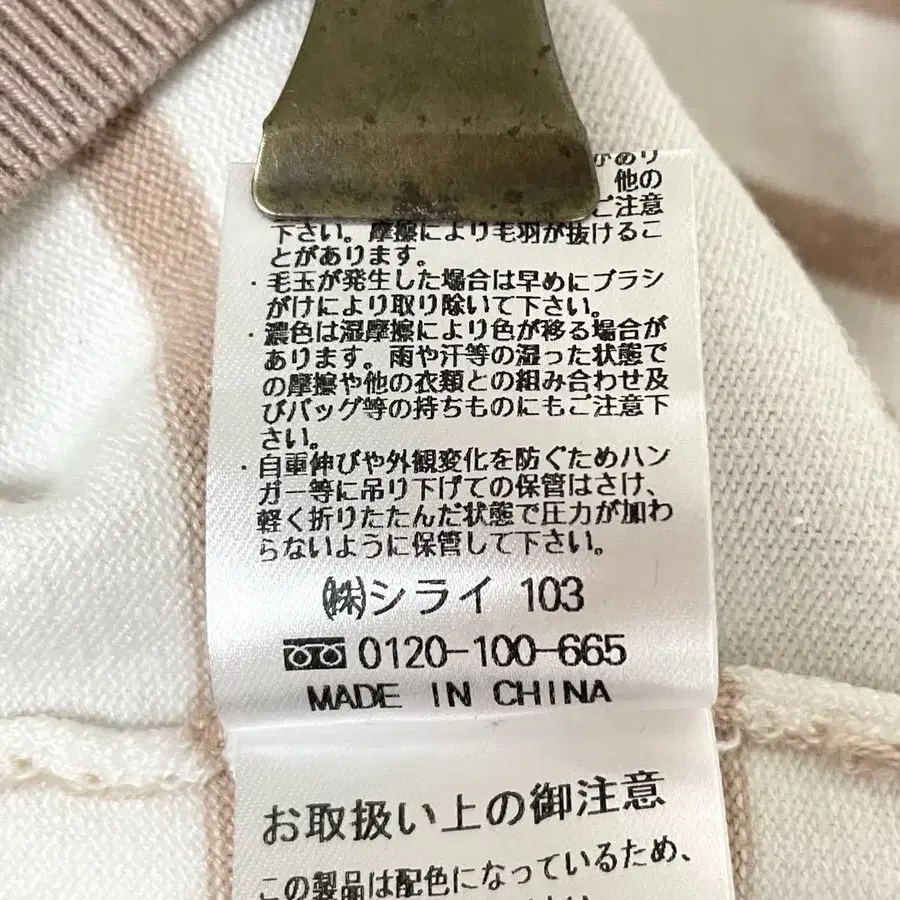 があり
他の
ご注意
下さい。摩擦により毛羽が抜けるこ
とがあります。
・毛玉が発生した場合は早めにブラシ
がけにより取り除いて下さい。
・濃色は湿摩擦により色が移る場合が
あります。雨や汗等の湿った状態で
の摩擦や他の衣類との組み合わせ及
びバッグ等の持ちものにもご注意下
さい。
・自重伸びや外観変化を防ぐためハン
ガー等に吊り下げての保管はさけ、
軽く折りたたんだ状態で圧力が加わ
らないように保管して下さい。
㈱シライ 103
0120-100-665
MADE IN CHINA
お取扱い上の御注意
この製品は配色になっているため、